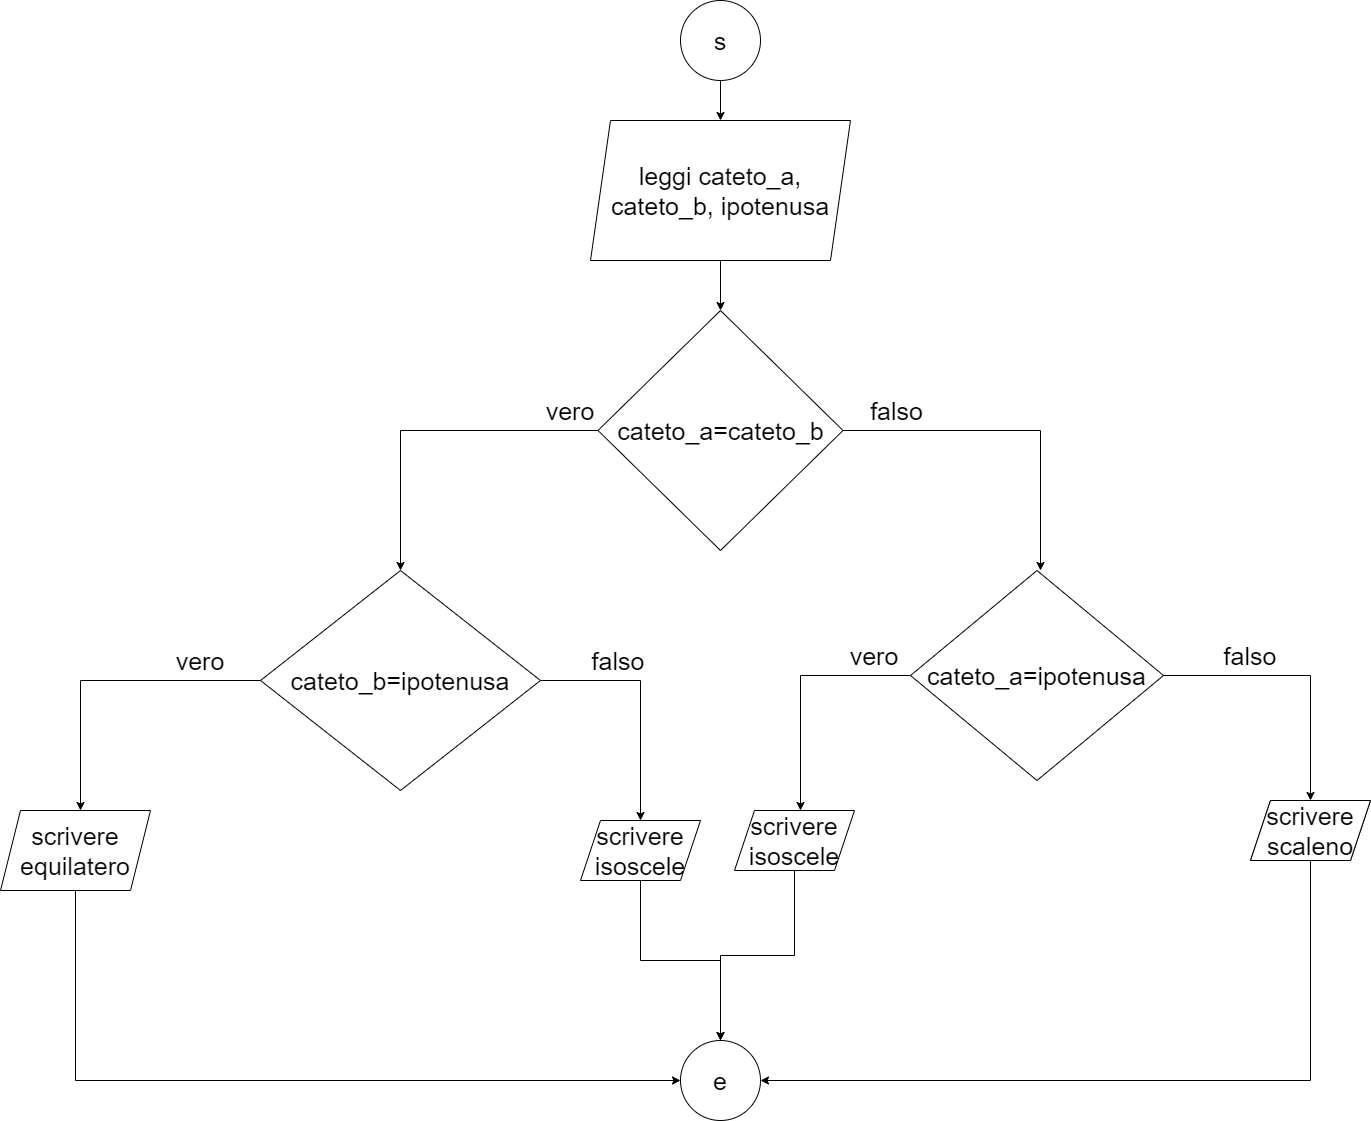 s
leggi cateto_a,
cateto_b, ipotenusa
vero
falso
cateto_a=cateto_b
vero
falso
cateto_b=ipotenusa
vero
falso
cateto_a=ipotenusa
scrivere
equilatero
scrivere
isoscele
scrivere
isoscele
scrivere
scaleno
e